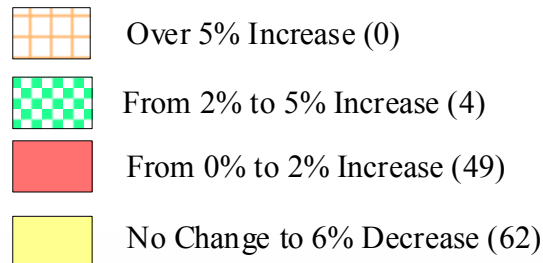 Over 5% Increase (0)
From 2% to 5% Increase (4)
From 0% to 2% Increase (49)
No Change to 6% Decrease (62)